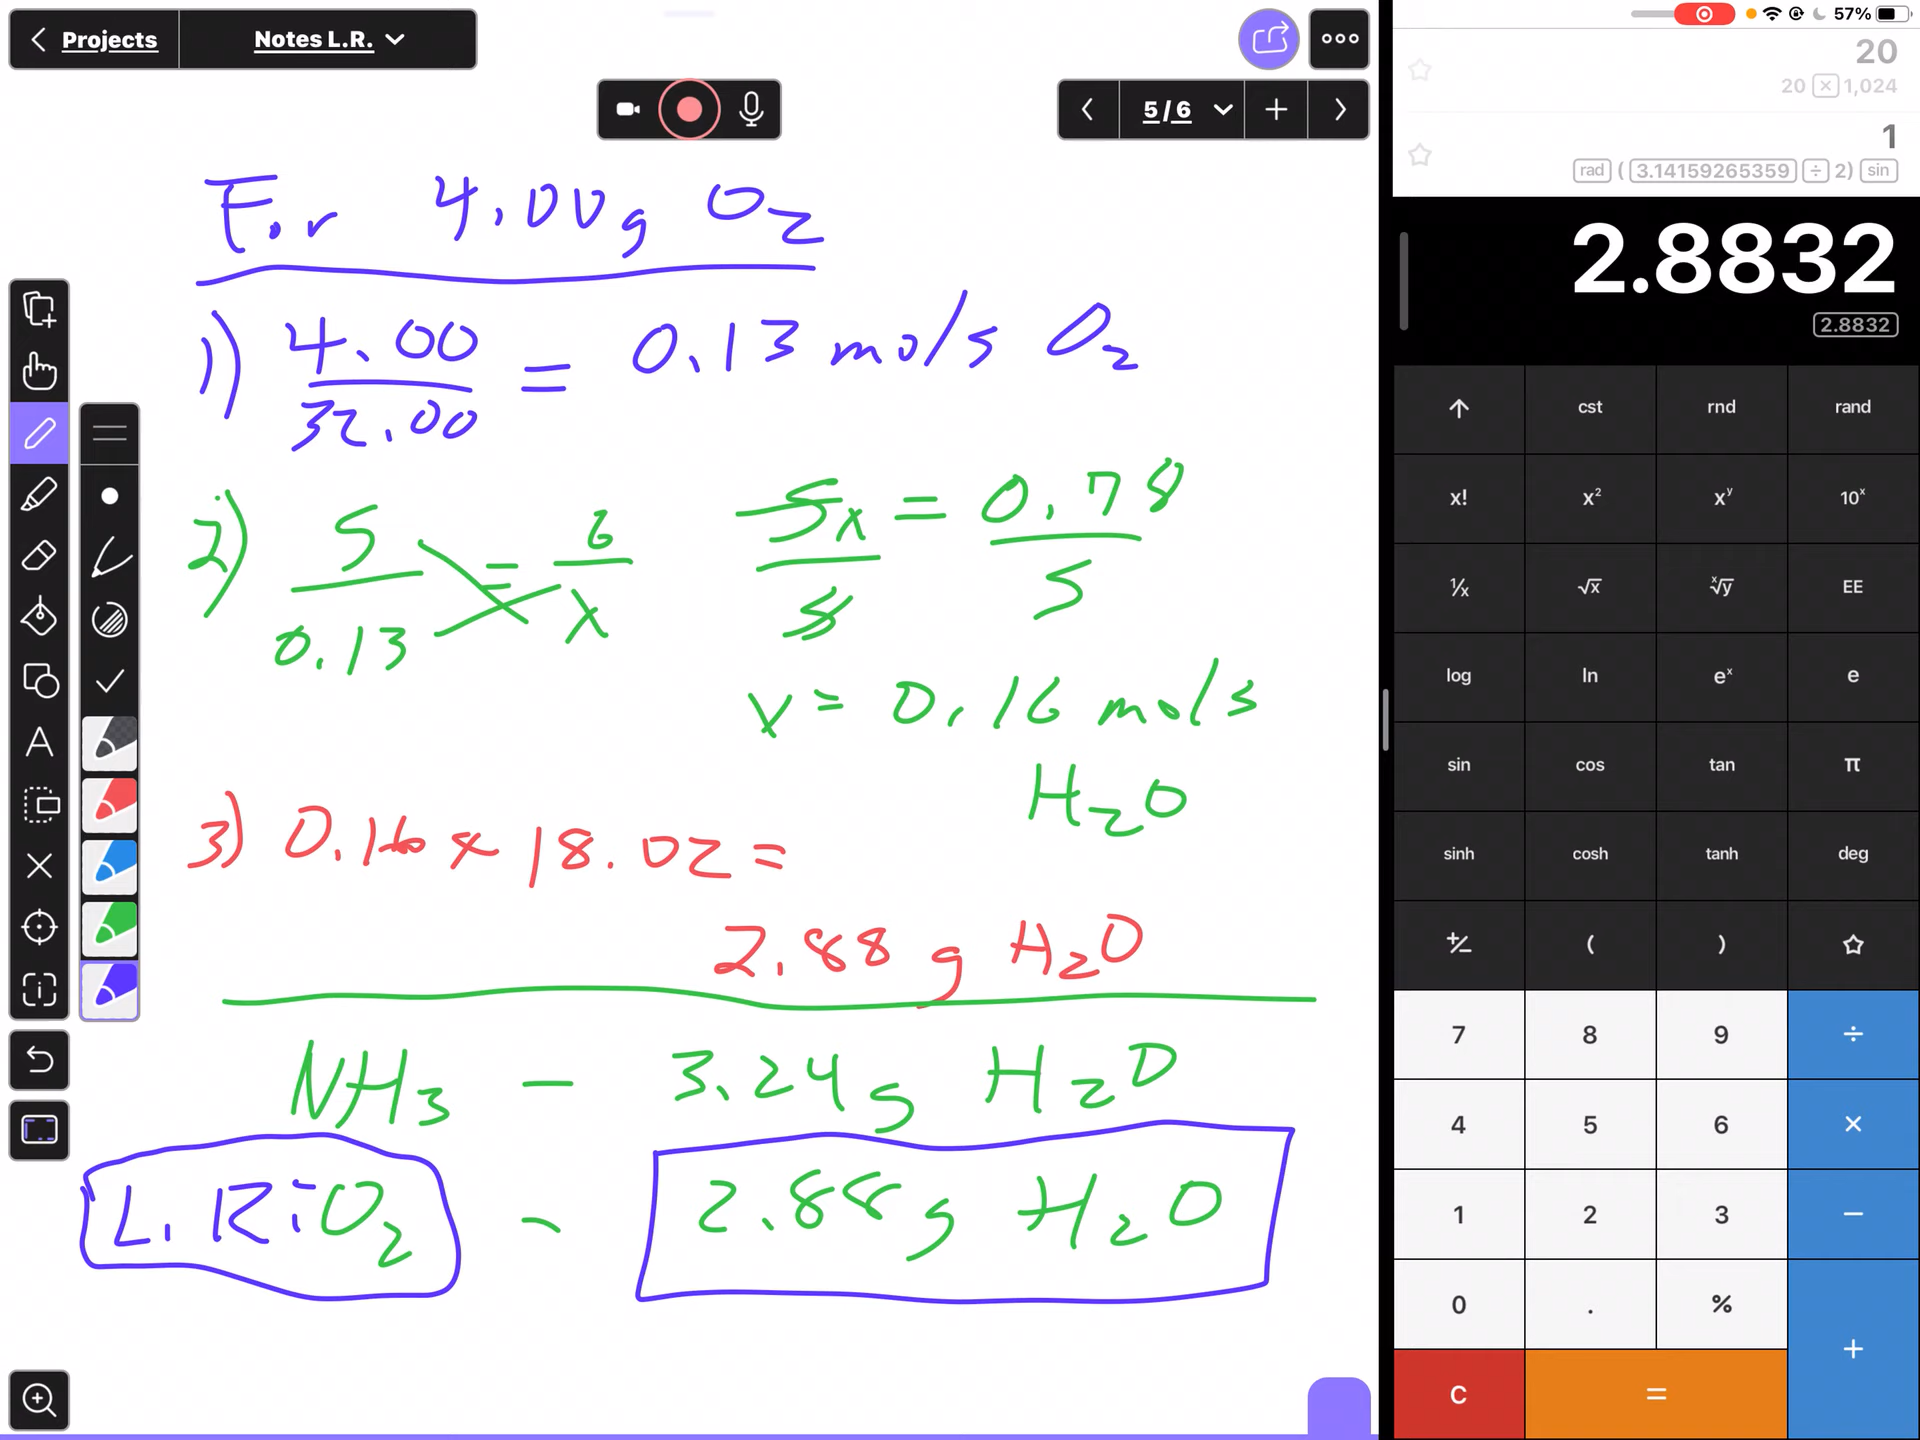 Projects
Notes L.R.
5/6
For 4.00g O2
1) 4.00
32.00
= 0.13 mols O2
2) 5
0.13
= 6
x
5x = 0.78
5 5
x = 0.16 mols
H2O
3) 0.16 x 18.02 =
2.88 g H2O
NH3 – 3.24g H2O
L.R: O2 – 2.88g H2O
A
57%
20
20 × 1,024
1
rad ( 3.14159265359 ÷ 2) sin
2.8832
2.8832
cst rnd rand
x! x² xʸ 10ˣ
¹/x √x ˣ√y EE
log ln eˣ e
sin cos tan π
sinh cosh tanh deg
+/− ( )
7 8 9 ÷
4 5 6 ×
1 2 3 −
0 . % +
C =